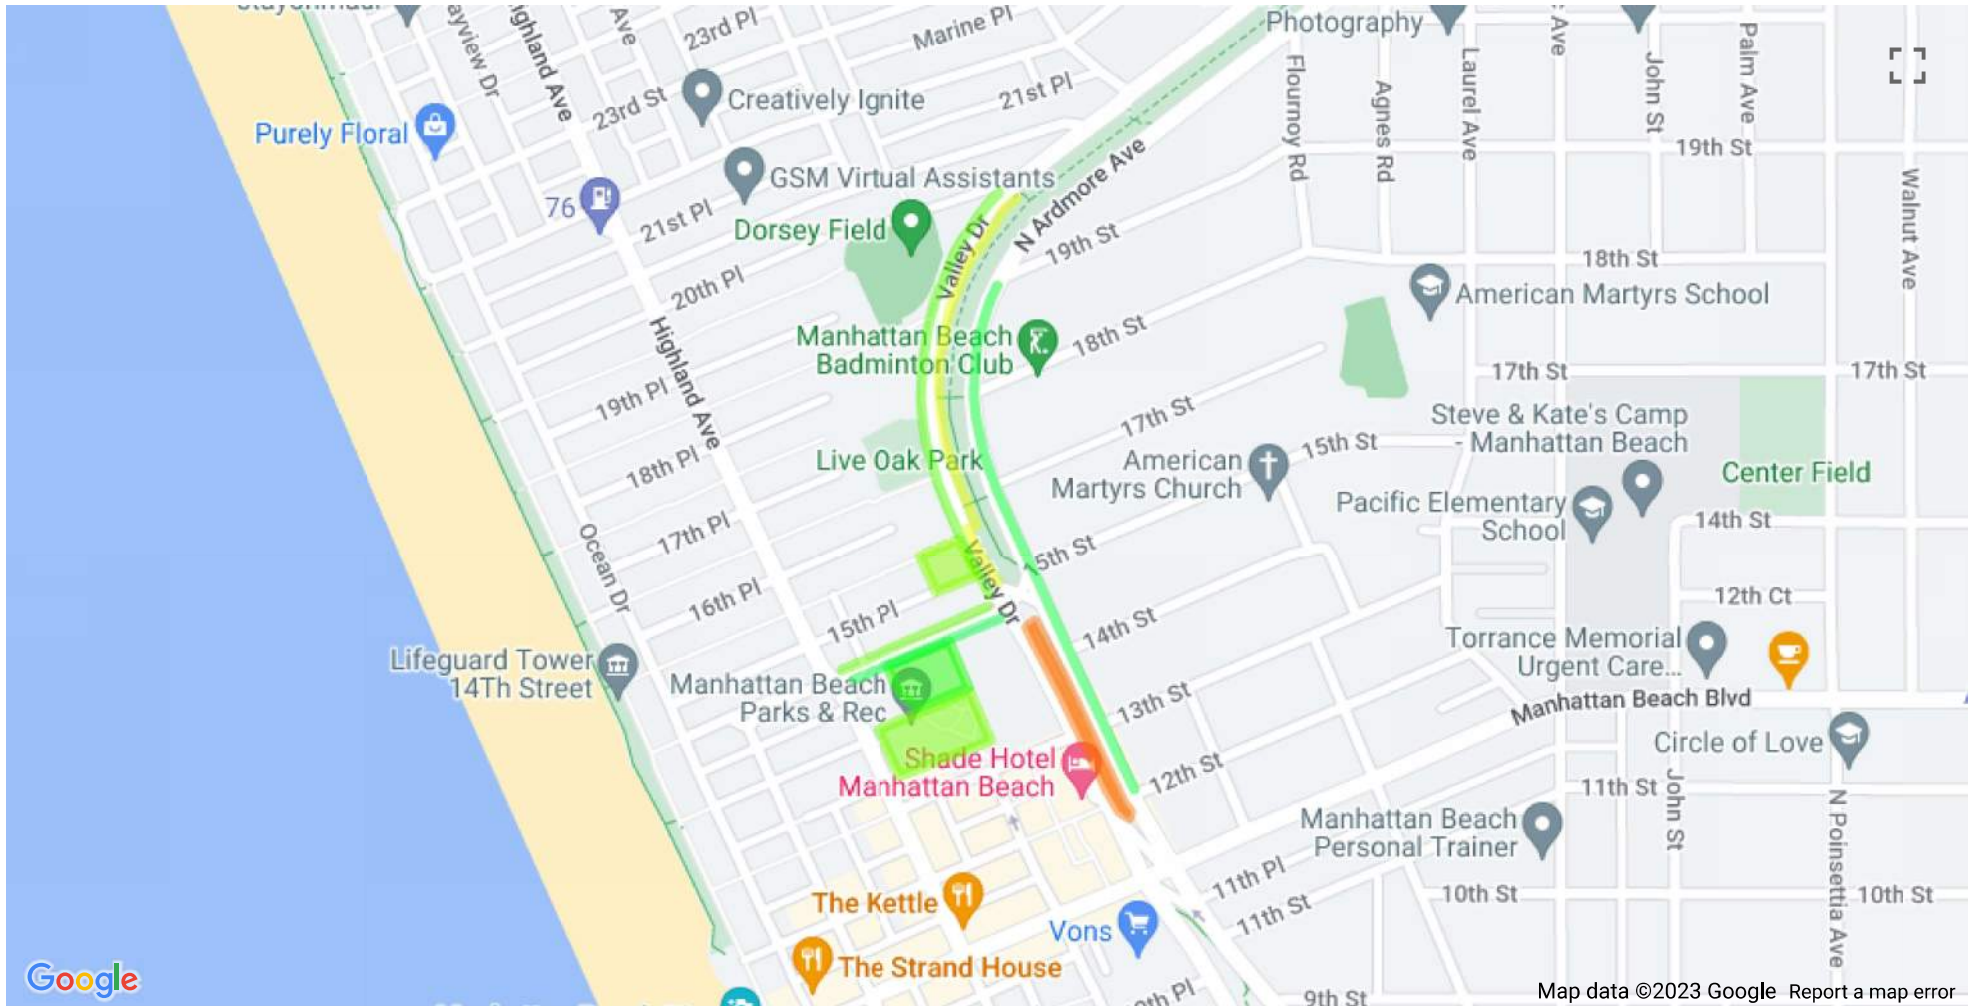 Bayview Dr
Highland Ave
Ave
23rd Pl
Marine Pl
Photography
Laurel Ave
Ave
John St
Palm Ave
Purely Floral
23rd St
Creatively Ignite
21st Pl
Flournoy Rd
Agnes Rd
19th St
Walnut Ave
76
21st Pl
GSM Virtual Assistants
Dorsey Field
Valley Dr
N Ardmore Ave
19th St
18th St
20th Pl
American Martyrs School
Highland Ave
Manhattan Beach
Badminton Club
18th St
17th St
17th St
19th Pl
17th St
Steve & Kate's Camp
- Manhattan Beach
18th Pl
Live Oak Park
American
Martyrs Church
15th St
Center Field
Pacific Elementary
School
14th St
Ocean Dr
17th Pl
Valley Dr
15th St
16th Pl
12th Ct
15th Pl
14th St
Torrance Memorial
Urgent Care...
Lifeguard Tower
14Th Street
Manhattan Beach
Parks & Rec
13th St
Manhattan Beach Blvd
Circle of Love
Shade Hotel
Manhattan Beach
12th St
11th St
John St
N Poinsettia Ave
Manhattan Beach
Personal Trainer
11th Pl
10th St
10th St
The Kettle
11th St
Vons
The Strand House
Google
9th St
Map data ©2023 Google
Report a map error